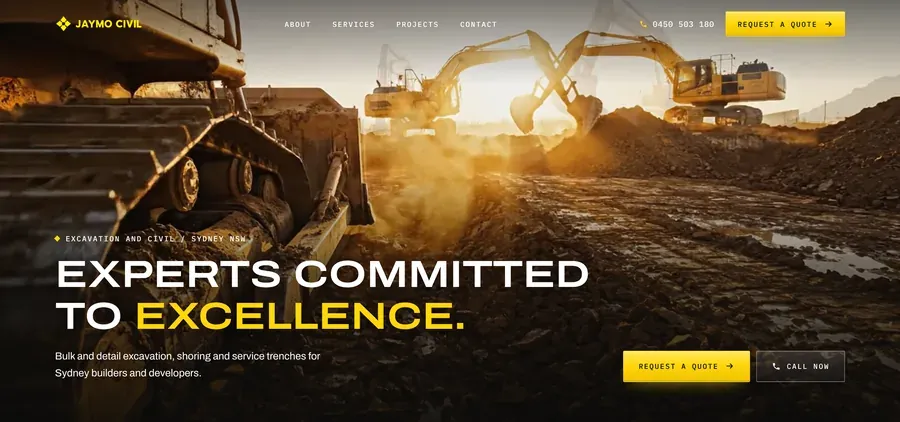 JAYMO CIVIL
ABOUT
SERVICES
PROJECTS
CONTACT
0450 503 180
REQUEST A QUOTE →
EXCAVATION AND CIVIL / SYDNEY NSW
EXPERTS COMMITTED
TO EXCELLENCE.
Bulk and detail excavation, shoring and service trenches for
Sydney builders and developers.
REQUEST A QUOTE →
CALL NOW